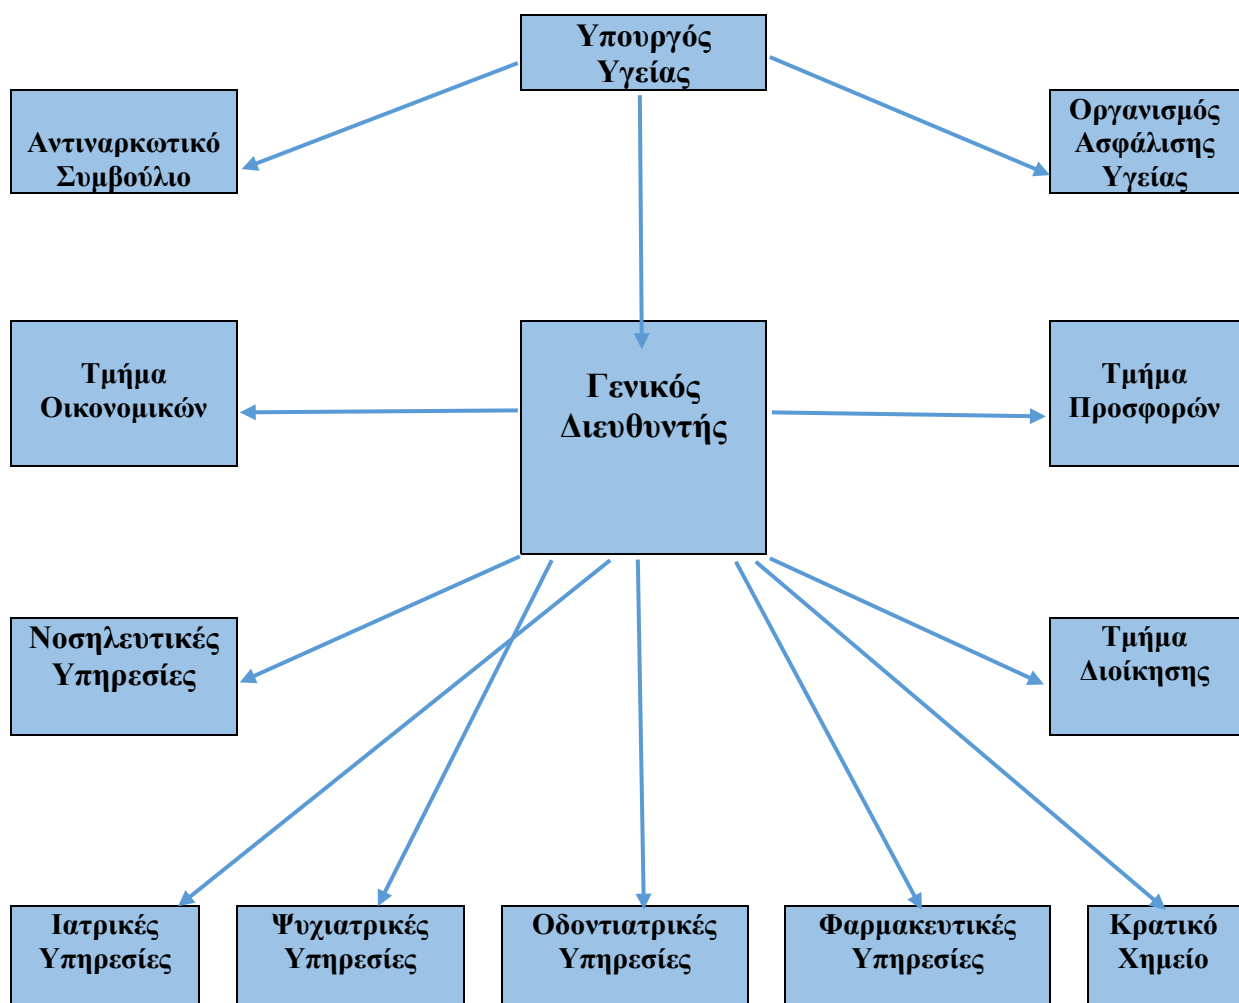 Υπουργός
Υγείας
Αντιναρκωτικό
Συμβούλιο
Οργανισμός
Ασφάλισης
Υγείας
Τμήμα
Οικονομικών
Γενικός
Διευθυντής
Τμήμα
Προσφορών
Νοσηλευτικές
Υπηρεσίες
Τμήμα
Διοίκησης
Ιατρικές
Υπηρεσίες
Ψυχιατρικές
Υπηρεσίες
Οδοντιατρικές
Υπηρεσίες
Φαρμακευτικές
Υπηρεσίες
Κρατικό
Χημείο